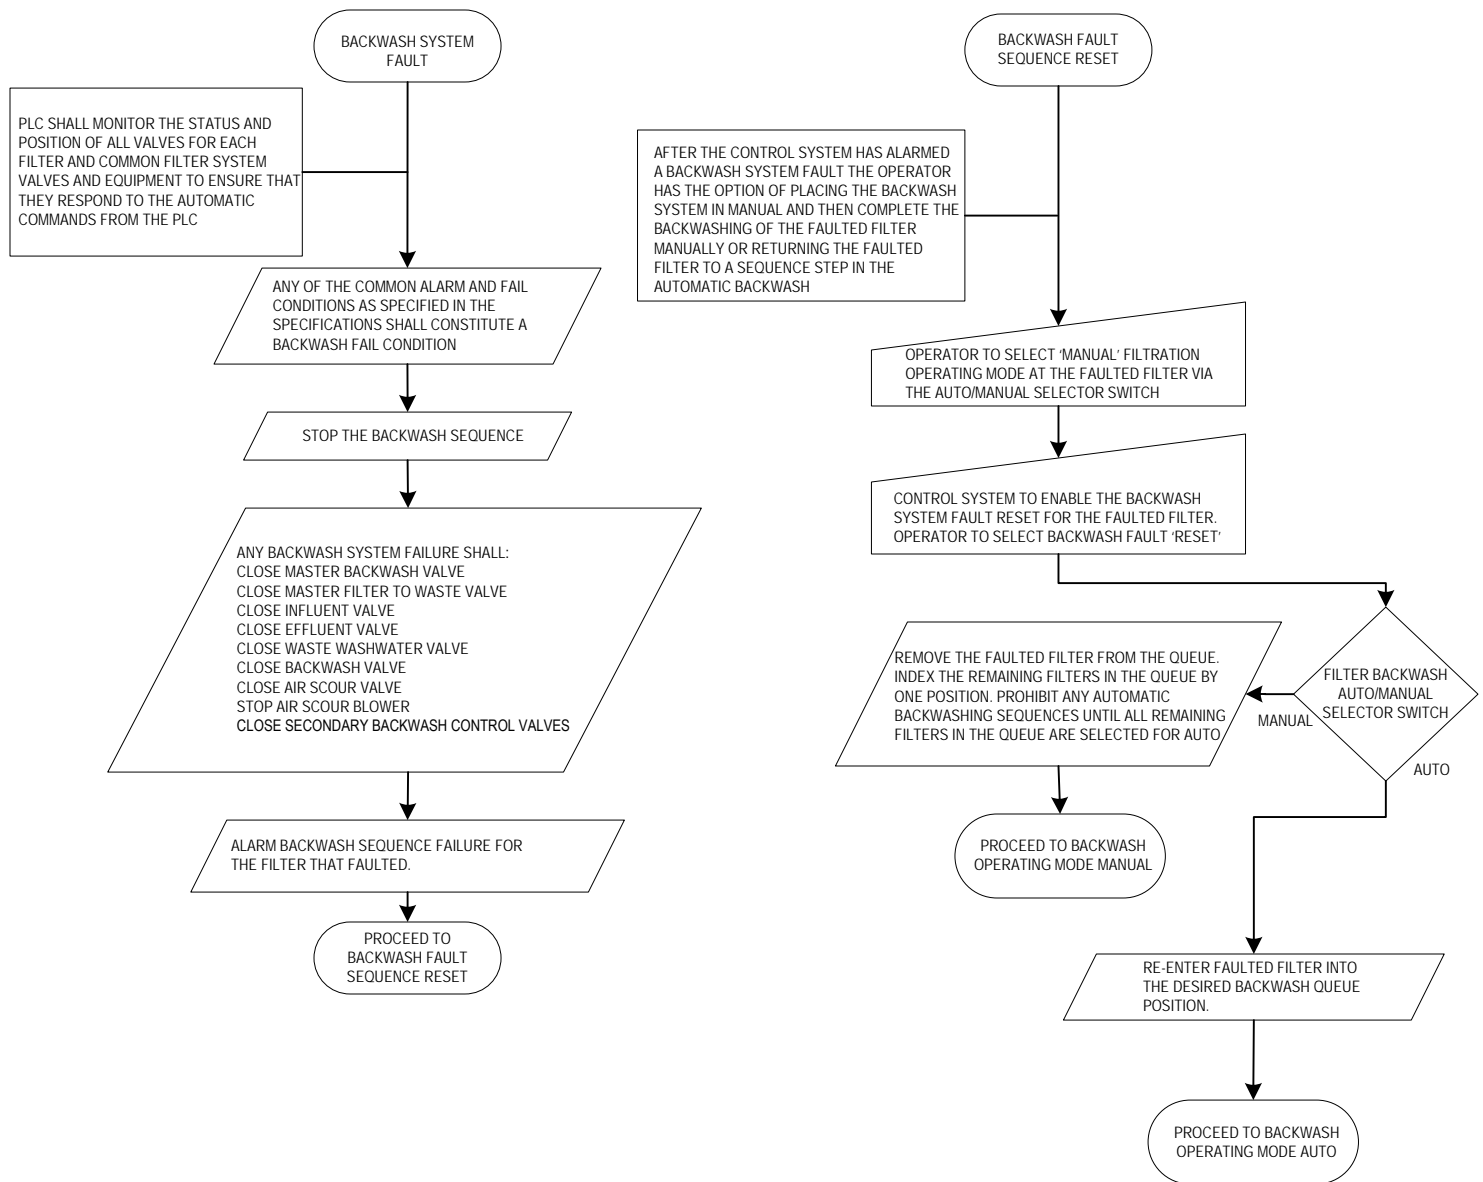 BACKWASH SYSTEM
FAULT
PLC SHALL MONITOR THE STATUS AND
POSITION OF ALL VALVES FOR EACH
FILTER AND COMMON FILTER SYSTEM
VALVES AND EQUIPMENT TO ENSURE THAT
THEY RESPOND TO THE AUTOMATIC
COMMANDS FROM THE PLC
ANY OF THE COMMON ALARM AND FAIL
CONDITIONS AS SPECIFIED IN THE
SPECIFICATIONS SHALL CONSTITUTE A
BACKWASH FAIL CONDITION
STOP THE BACKWASH SEQUENCE
ANY BACKWASH SYSTEM FAILURE SHALL:
CLOSE MASTER BACKWASH VALVE
CLOSE MASTER FILTER TO WASTE VALVE
CLOSE INFLUENT VALVE
CLOSE EFFLUENT VALVE
CLOSE WASTE WASHWATER VALVE
CLOSE BACKWASH VALVE
CLOSE AIR SCOUR VALVE
STOP AIR SCOUR BLOWER
CLOSE SECONDARY BACKWASH CONTROL VALVES
ALARM BACKWASH SEQUENCE FAILURE FOR
THE FILTER THAT FAULTED.
PROCEED TO
BACKWASH FAULT
SEQUENCE RESET
BACKWASH FAULT
SEQUENCE RESET
AFTER THE CONTROL SYSTEM HAS ALARMED
A BACKWASH SYSTEM FAULT THE OPERATOR
HAS THE OPTION OF PLACING THE BACKWASH
SYSTEM IN MANUAL AND THEN COMPLETE THE
BACKWASHING OF THE FAULTED FILTER
MANUALLY OR RETURNING THE FAULTED
FILTER TO A SEQUENCE STEP IN THE
AUTOMATIC BACKWASH
OPERATOR TO SELECT ‘MANUAL’ FILTRATION
OPERATING MODE AT THE FAULTED FILTER VIA
THE AUTO/MANUAL SELECTOR SWITCH
CONTROL SYSTEM TO ENABLE THE BACKWASH
SYSTEM FAULT RESET FOR THE FAULTED FILTER.
OPERATOR TO SELECT BACKWASH FAULT ‘RESET’
FILTER BACKWASH
AUTO/MANUAL
SELECTOR SWITCH
MANUAL
AUTO
REMOVE THE FAULTED FILTER FROM THE QUEUE.
INDEX THE REMAINING FILTERS IN THE QUEUE BY
ONE POSITION. PROHIBIT ANY AUTOMATIC
BACKWASHING SEQUENCES UNTIL ALL REMAINING
FILTERS IN THE QUEUE ARE SELECTED FOR AUTO
PROCEED TO BACKWASH
OPERATING MODE MANUAL
RE-ENTER FAULTED FILTER INTO
THE DESIRED BACKWASH QUEUE
POSITION.
PROCEED TO BACKWASH
OPERATING MODE AUTO